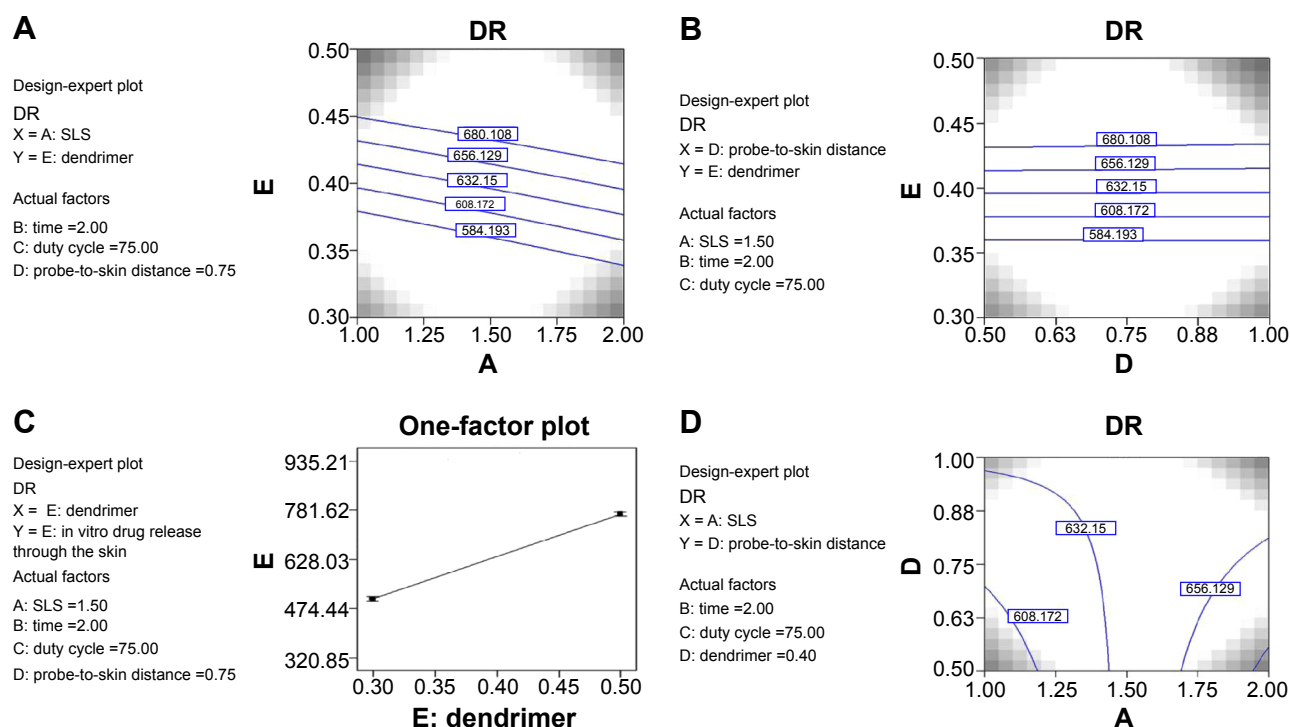 A
DR
Design-expert plot
DR
X = A: SLS
Y = E: dendrimer
Actual factors
B: time =2.00
C: duty cycle =75.00
D: probe-to-skin distance =0.75
E
0.50
0.45
0.40
0.35
0.30
680.108
656.129
632.15
608.172
584.193
1.00 1.25 1.50 1.75 2.00
A
B
DR
Design-expert plot
DR
X = D: probe-to-skin distance
Y = E: dendrimer
Actual factors
A: SLS =1.50
B: time =2.00
C: duty cycle =75.00
E
0.50
0.45
0.40
0.35
0.30
680.108
656.129
632.15
608.172
584.193
0.50 0.63 0.75 0.88 1.00
D
C
One-factor plot
Design-expert plot
DR
X = E: dendrimer
Y = E: in vitro drug release
through the skin
Actual factors
A: SLS =1.50
B: time =2.00
C: duty cycle =75.00
D: probe-to-skin distance =0.75
E
935.21
781.62
628.03
474.44
320.85
0.30 0.35 0.40 0.45 0.50
E: dendrimer
D
DR
Design-expert plot
DR
X = A: SLS
Y = D: probe-to-skin distance
Actual factors
B: time =2.00
C: duty cycle =75.00
D: dendrimer =0.40
D
1.00
0.88
0.75
0.63
0.50
632.15
656.129
608.172
1.00 1.25 1.50 1.75 2.00
A